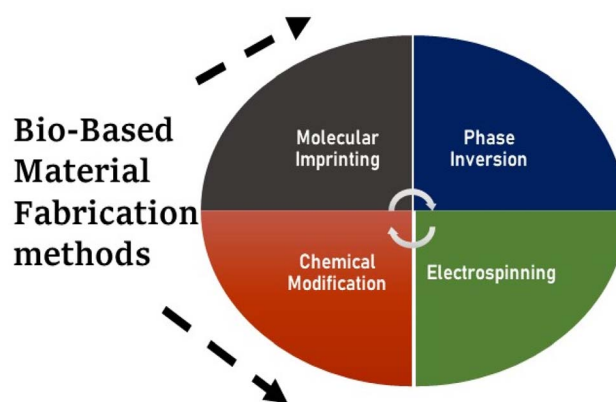 Bio-Based
Material
Fabrication
methods
Molecular
Imprinting
Phase
Inversion
Chemical
Modification
Electrospinning